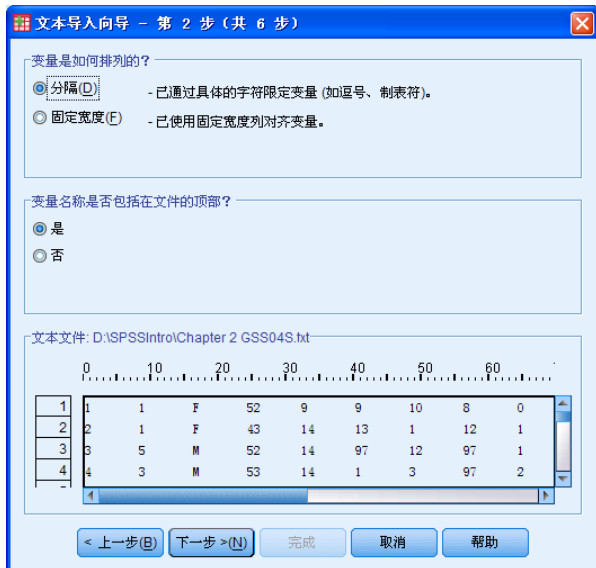 文本导入向导 - 第 2 步(共 6 步)
变量是如何排列的?
分隔(D) - 已通过具体的字符限定变量 (如逗号、制表符)。
固定宽度(F) - 已使用固定宽度列对齐变量。
变量名称是否包括在文件的顶部?
是
否
文本文件: D:\SPSSIntro\Chapter 2 GSS04S.txt
0 10 20 30 40 50 60
1 1 1 F 52 9 9 10 8 0
2 2 1 F 43 14 13 1 12 1
3 3 5 M 52 14 97 12 97 1
4 4 3 M 53 14 1 3 97 2
< 上一步(B) 下一步 >(N) 完成 取消 帮助